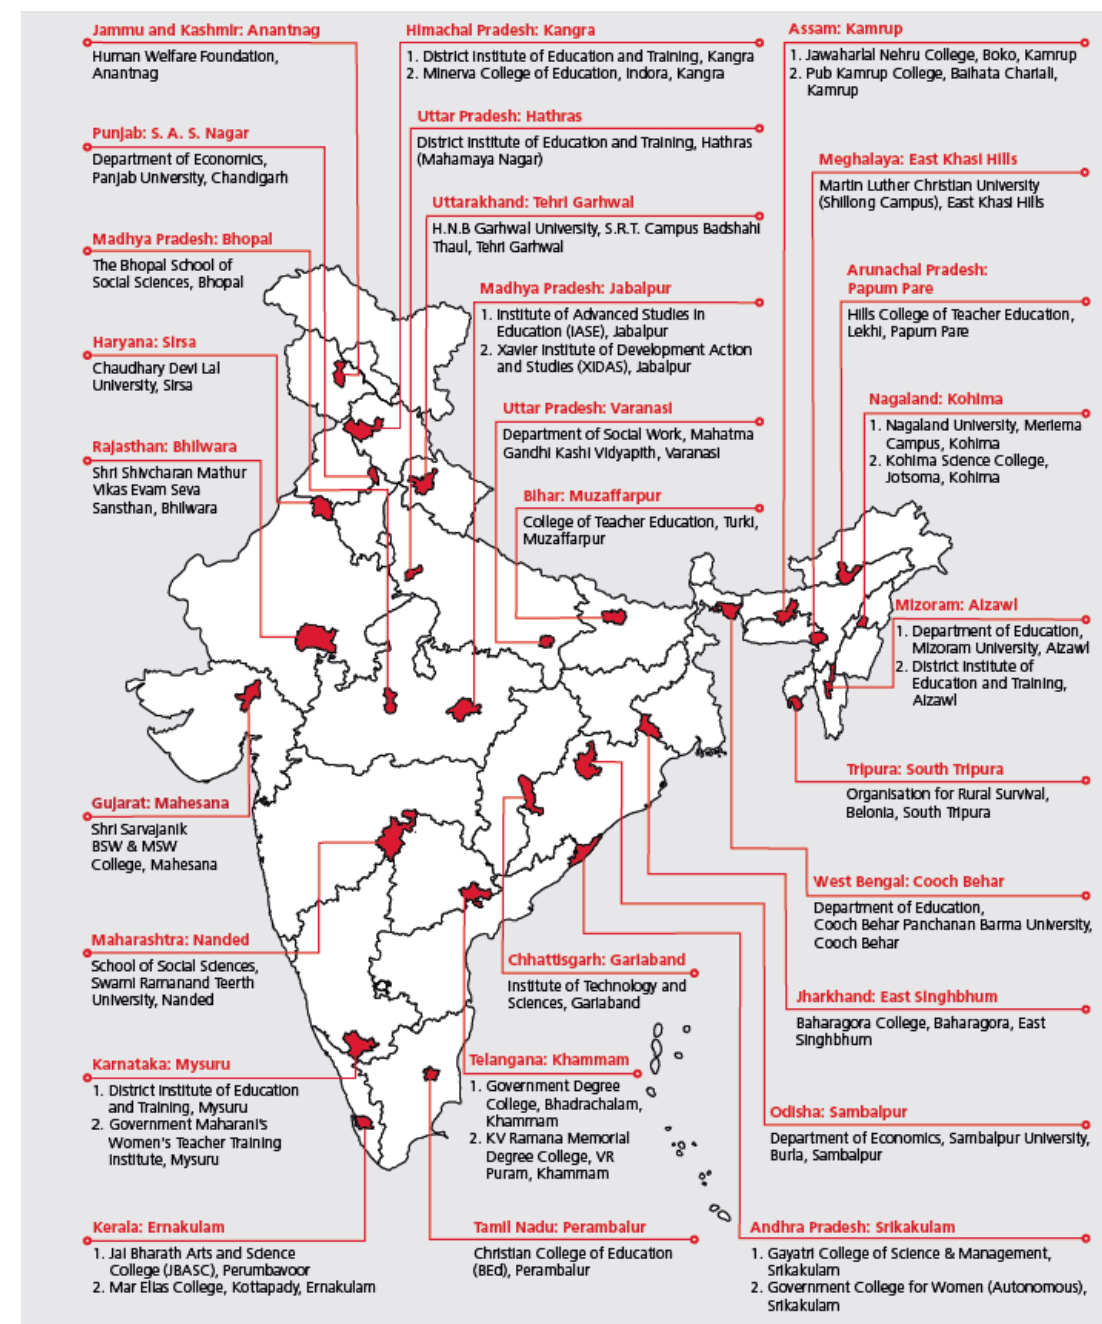 Jammu and Kashmir: Anantnag
Human Welfare Foundation,
Anantnag
Punjab: S. A. S. Nagar
Department of Economics,
Panjab University, Chandigarh
Madhya Pradesh: Bhopal
The Bhopal School of
Social Sciences, Bhopal
Haryana: Sirsa
Chaudhary Devi Lal
University, Sirsa
Rajasthan: Bhilwara
Shri Shivcharan Mathur
Vikas Evam Seva
Sansthan, Bhilwara
Gujarat: Mahesana
Shri Sarvajanik
BSW & MSW
College, Mahesana
Maharashtra: Nanded
School of Social Sciences,
Swami Ramanand Teerth
University, Nanded
Karnataka: Mysuru
1. District Institute of Education
and Training, Mysuru
2. Government Maharani's
Women's Teacher Training
Institute, Mysuru
Kerala: Ernakulam
1. Jai Bharath Arts and Science
College (JBASC), Perumbavoor
2. Mar Elias College, Kottapady, Ernakulam
Himachal Pradesh: Kangra
1. District Institute of Education and Training, Kangra
2. Minerva College of Education, Indora, Kangra
Uttar Pradesh: Hathras
District Institute of Education and Training, Hathras
(Mahamaya Nagar)
Uttarakhand: Tehri Garhwal
H.N.B Garhwal University, S.R.T. Campus Badshahi
Thaul, Tehri Garhwal
Madhya Pradesh: Jabalpur
1. Institute of Advanced Studies in
Education (IASE), Jabalpur
2. Xavier Institute of Development Action
and Studies (XIDAS), Jabalpur
Uttar Pradesh: Varanasi
Department of Social Work, Mahatma
Gandhi Kashi Vidyapith, Varanasi
Bihar: Muzaffarpur
College of Teacher Education, Turki,
Muzaffarpur
Chhattisgarh: Gariaband
Institute of Technology and
Sciences, Gariaband
Telangana: Khammam
1. Government Degree
College, Bhadrachalam,
Khammam
2. KV Ramana Memorial
Degree College, VR
Puram, Khammam
Tamil Nadu: Perambalur
Christian College of Education
(BEd), Perambalur
Assam: Kamrup
1. Jawaharlal Nehru College, Boko, Kamrup
2. Pub Kamrup College, Baihata Chariali,
Kamrup
Meghalaya: East Khasi Hills
Martin Luther Christian University
(Shillong Campus), East Khasi Hills
Arunachal Pradesh:
Papum Pare
Hills College of Teacher Education,
Lekhi, Papum Pare
Nagaland: Kohima
1. Nagaland University, Meriema
Campus, Kohima
2. Kohima Science College,
Jotsoma, Kohima
Mizoram: Aizawl
1. Department of Education,
Mizoram University, Aizawl
2. District Institute of
Education and Training,
Aizawl
Tripura: South Tripura
Organisation for Rural Survival,
Belonia, South Tripura
West Bengal: Cooch Behar
Department of Education,
Cooch Behar Panchanan Barma University,
Cooch Behar
Jharkhand: East Singhbhum
Baharagora College, Baharagora, East
Singhbhum
Odisha: Sambalpur
Department of Economics, Sambalpur University,
Burla, Sambalpur
Andhra Pradesh: Srikakulam
1. Gayatri College of Science & Management,
Srikakulam
2. Government College for Women (Autonomous),
Srikakulam